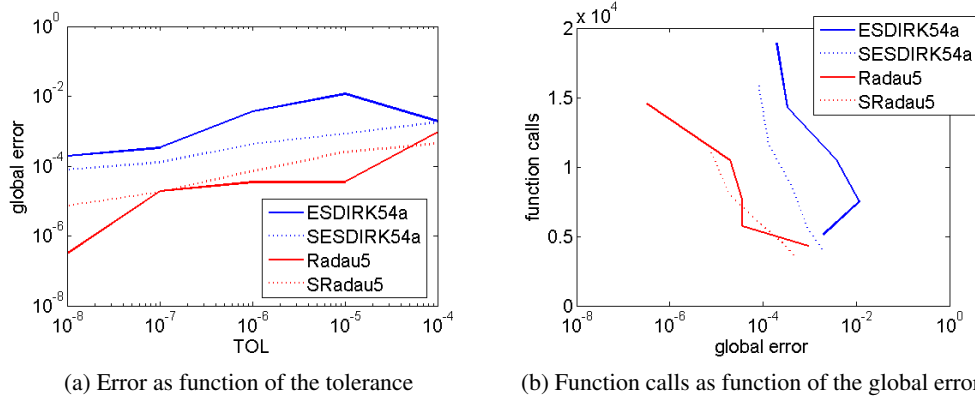 10^0
10^-2
10^-4
10^-6
10^-8
global error
10^-8
10^-7
10^-6
10^-5
10^-4
TOL
ESDIRK54a
SESDIRK54a
Radau5
SRadau5
(a) Error as function of the tolerance
x 10^4
2
1.5
1
0.5
0
function calls
10^-8
10^-6
10^-4
10^-2
10^0
global error
ESDIRK54a
SESDIRK54a
Radau5
SRadau5
(b) Function calls as function of the global error